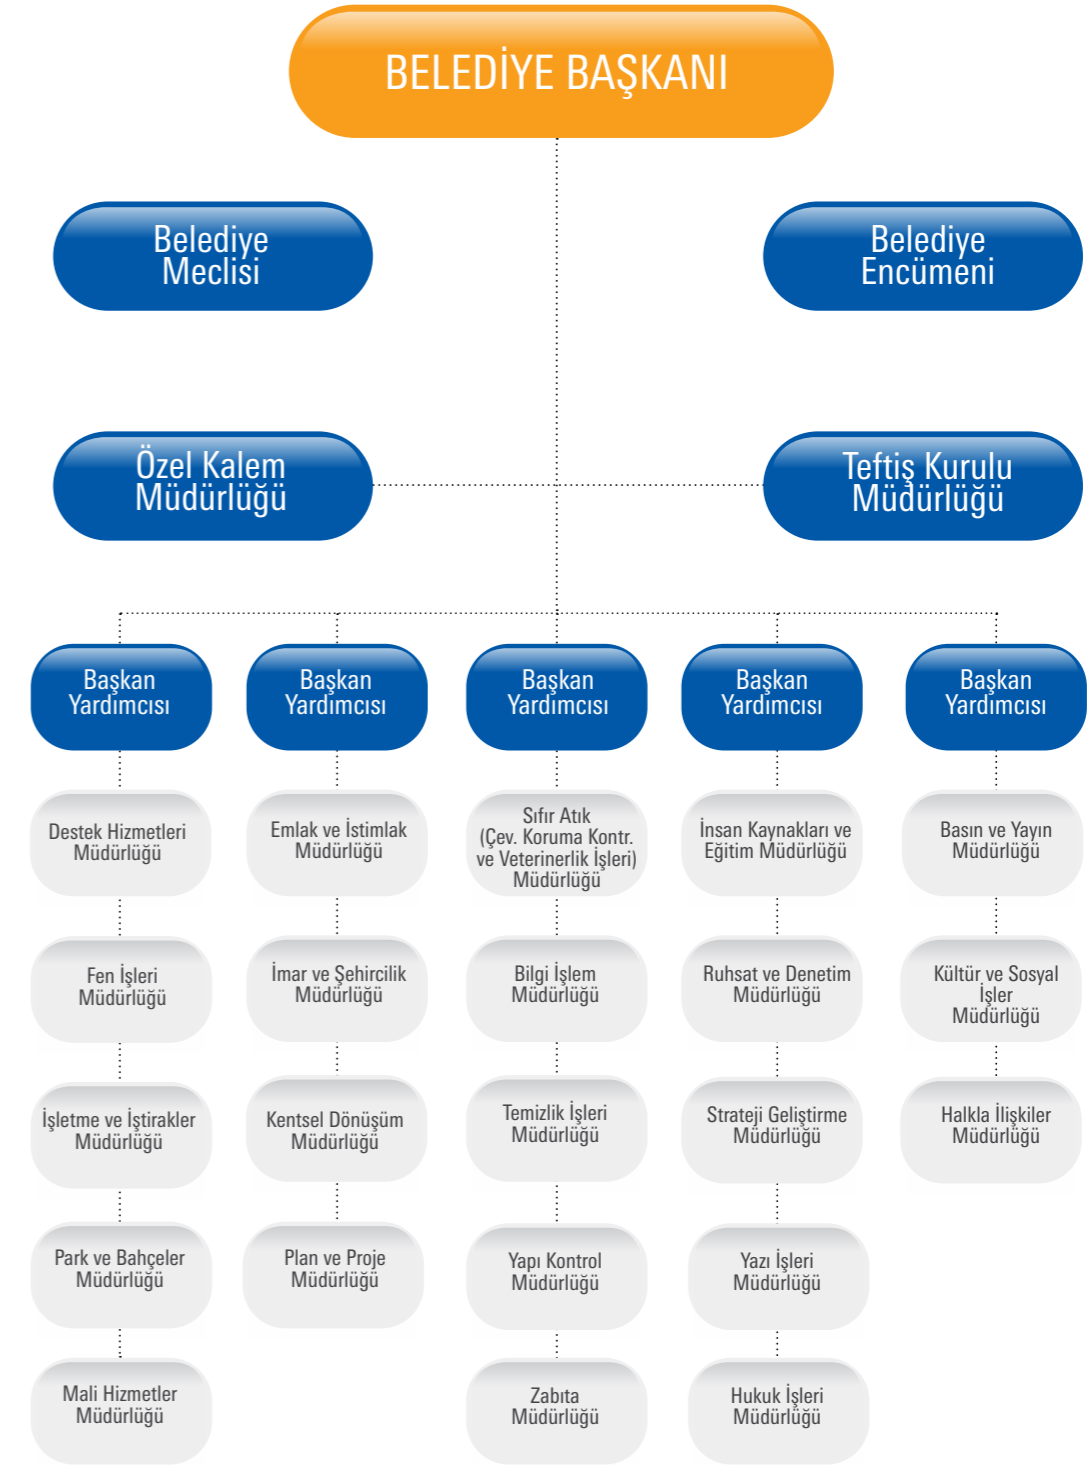 BELEDİYE BAŞKANI
Belediye
Meclisi
Belediye
Encümeni
Özel Kalem
Müdürlüğü
Teftiş Kurulu
Müdürlüğü
Başkan
Yardımcısı
Başkan
Yardımcısı
Başkan
Yardımcısı
Başkan
Yardımcısı
Başkan
Yardımcısı
Destek Hizmetleri
Müdürlüğü
Emlak ve İstimlak
Müdürlüğü
Sıfır Atık
(Çev. Koruma Kontr.
ve Veterinerlik İşleri)
Müdürlüğü
İnsan Kaynakları ve
Eğitim Müdürlüğü
Basın ve Yayın
Müdürlüğü
Fen İşleri
Müdürlüğü
İmar ve Şehircilik
Müdürlüğü
Bilgi İşlem
Müdürlüğü
Ruhsat ve Denetim
Müdürlüğü
Kültür ve Sosyal
İşler
Müdürlüğü
İşletme ve İştirakler
Müdürlüğü
Kentsel Dönüşüm
Müdürlüğü
Temizlik İşleri
Müdürlüğü
Strateji Geliştirme
Müdürlüğü
Halkla İlişkiler
Müdürlüğü
Park ve Bahçeler
Müdürlüğü
Plan ve Proje
Müdürlüğü
Yapı Kontrol
Müdürlüğü
Yazı İşleri
Müdürlüğü
Mali Hizmetler
Müdürlüğü
Zabıta
Müdürlüğü
Hukuk İşleri
Müdürlüğü